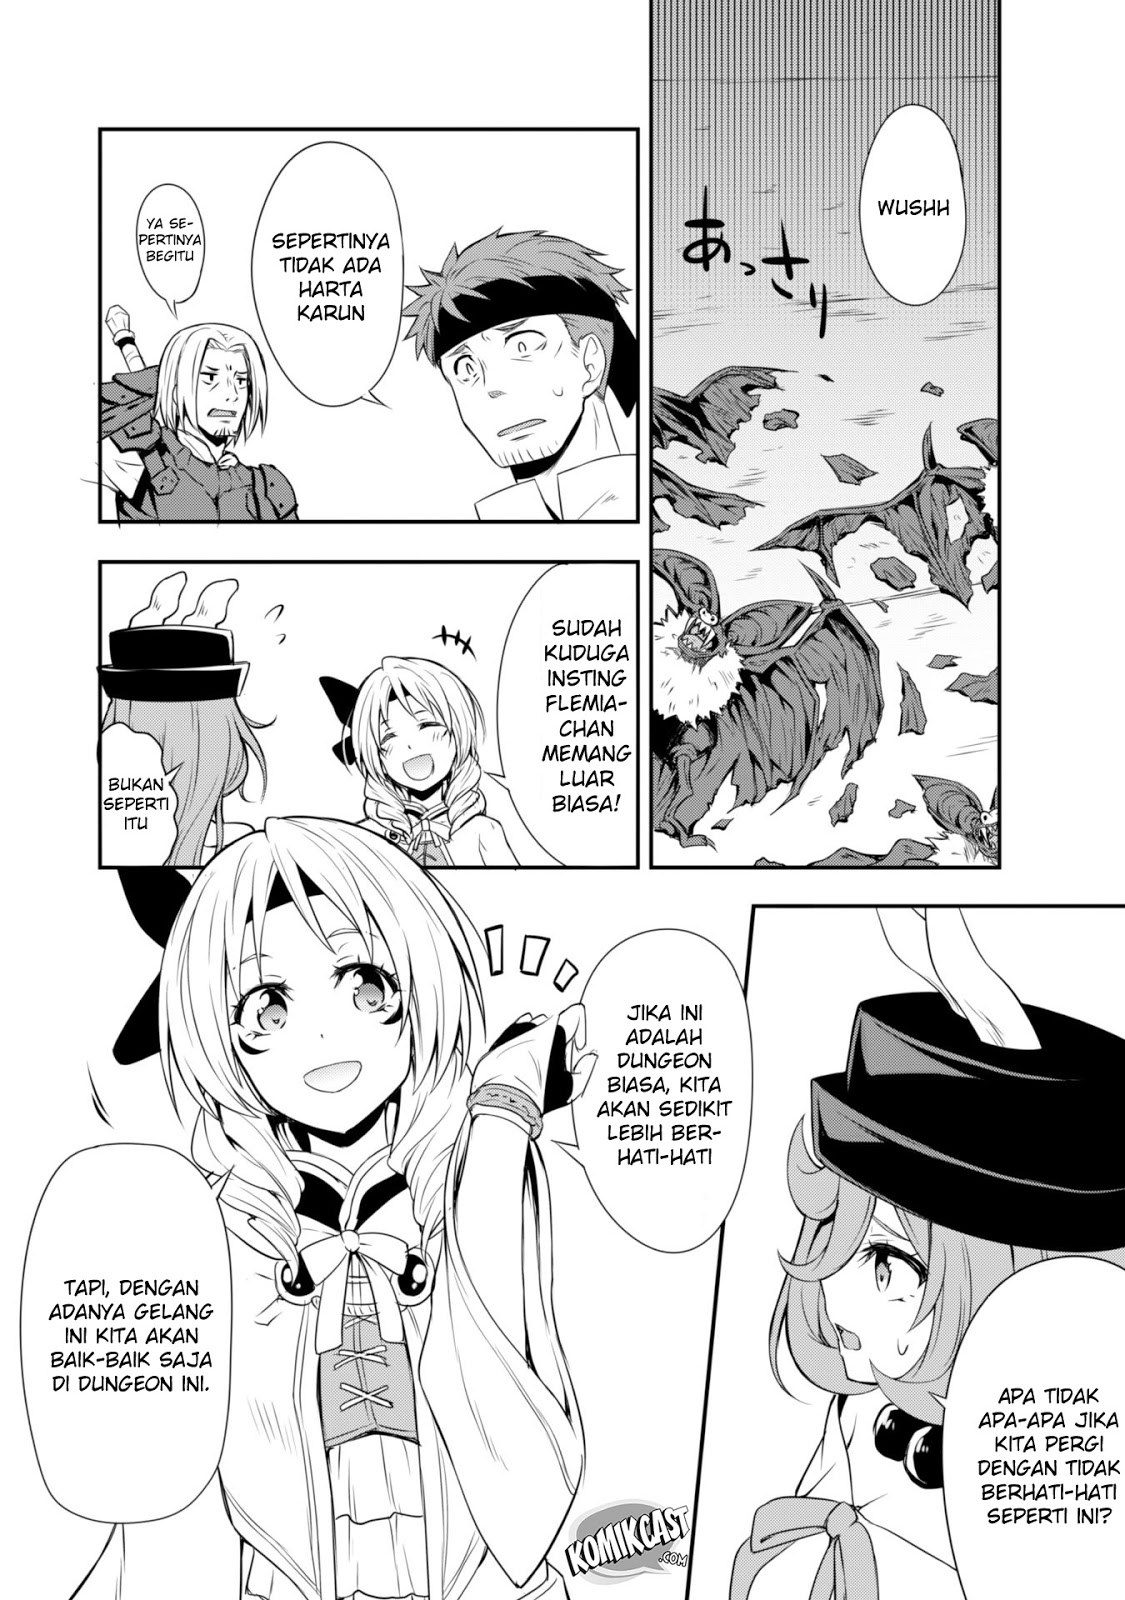 WUSHH
あっさり
SEPERTINYA
TIDAK ADA
HARTA
KARUN
YA SE-
PERTINYA
BEGITU
SUDAH
KUDUGA
INSTING
FLEMIA-
CHAN
MEMANG
LUAR
BIASA!
BUKAN
SEPERTI
ITU
APA TIDAK
APA-APA JIKA
KITA PERGI
DENGAN TIDAK
BERHATI-HATI
SEPERTI INI?
JIKA INI
ADALAH
DUNGEON
BIASA, KITA
AKAN SEDIKIT
LEBIH BER-
HATI-HATI
TAPI, DENGAN
ADANYA GELANG
INI KITA AKAN
BAIK-BAIK SAJA
DI DUNGEON INI.
KOMIKCAST
.COM